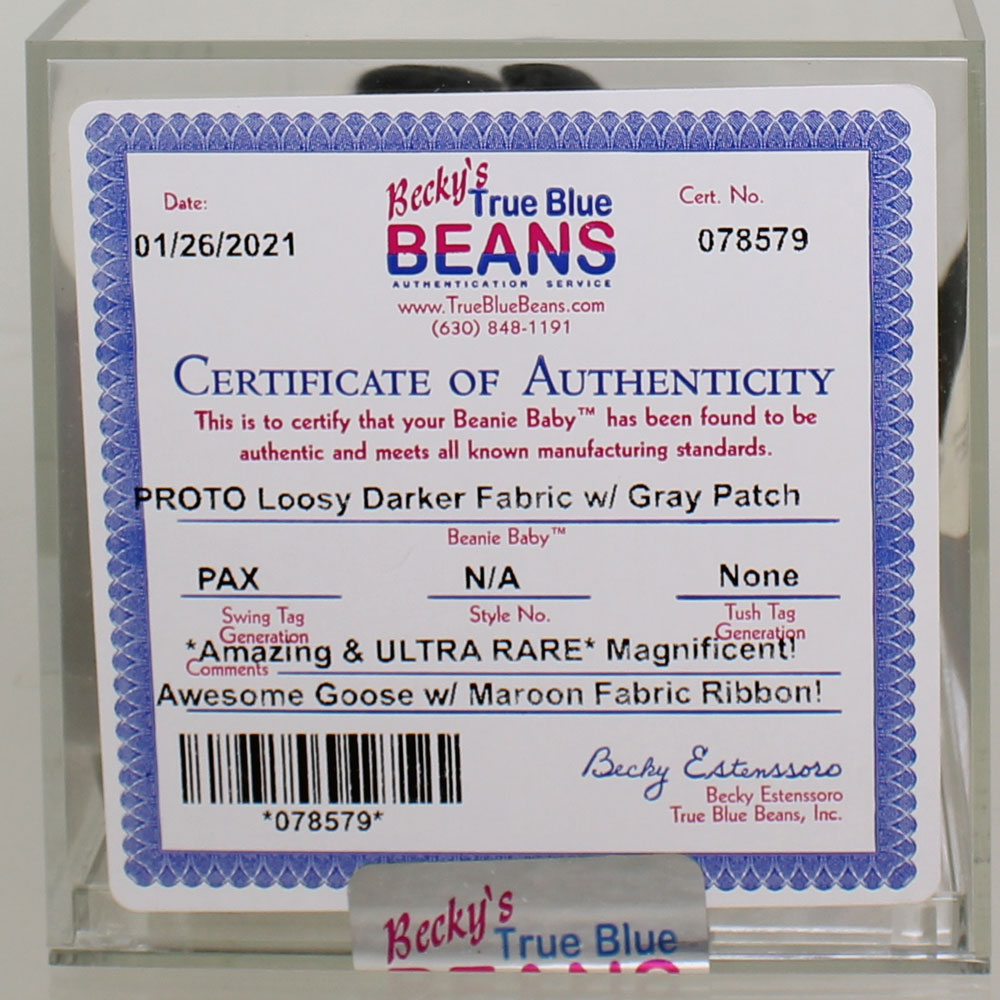 Date:
01/26/2021
Becky's
True Blue
BEANS
AUTHENTICATION SERVICE
www.TrueBlueBeans.com
(630) 848-1191
Cert. No.
078579
CERTIFICATE OF AUTHENTICITY
This is to certify that your Beanie Baby™ has been found to be
authentic and meets all known manufacturing standards.
PROTO Loosy Darker Fabric w/ Gray Patch
Beanie Baby™
PAX N/A None
Swing Tag Style No. Tush Tag
Generation Generation
*Amazing & ULTRA RARE* Magnificent!
Comments
Awesome Goose w/ Maroon Fabric Ribbon!
*078579*
Becky Estenssoro
Becky Estenssoro
True Blue Beans, Inc.
Becky's
True Blue
BEANS